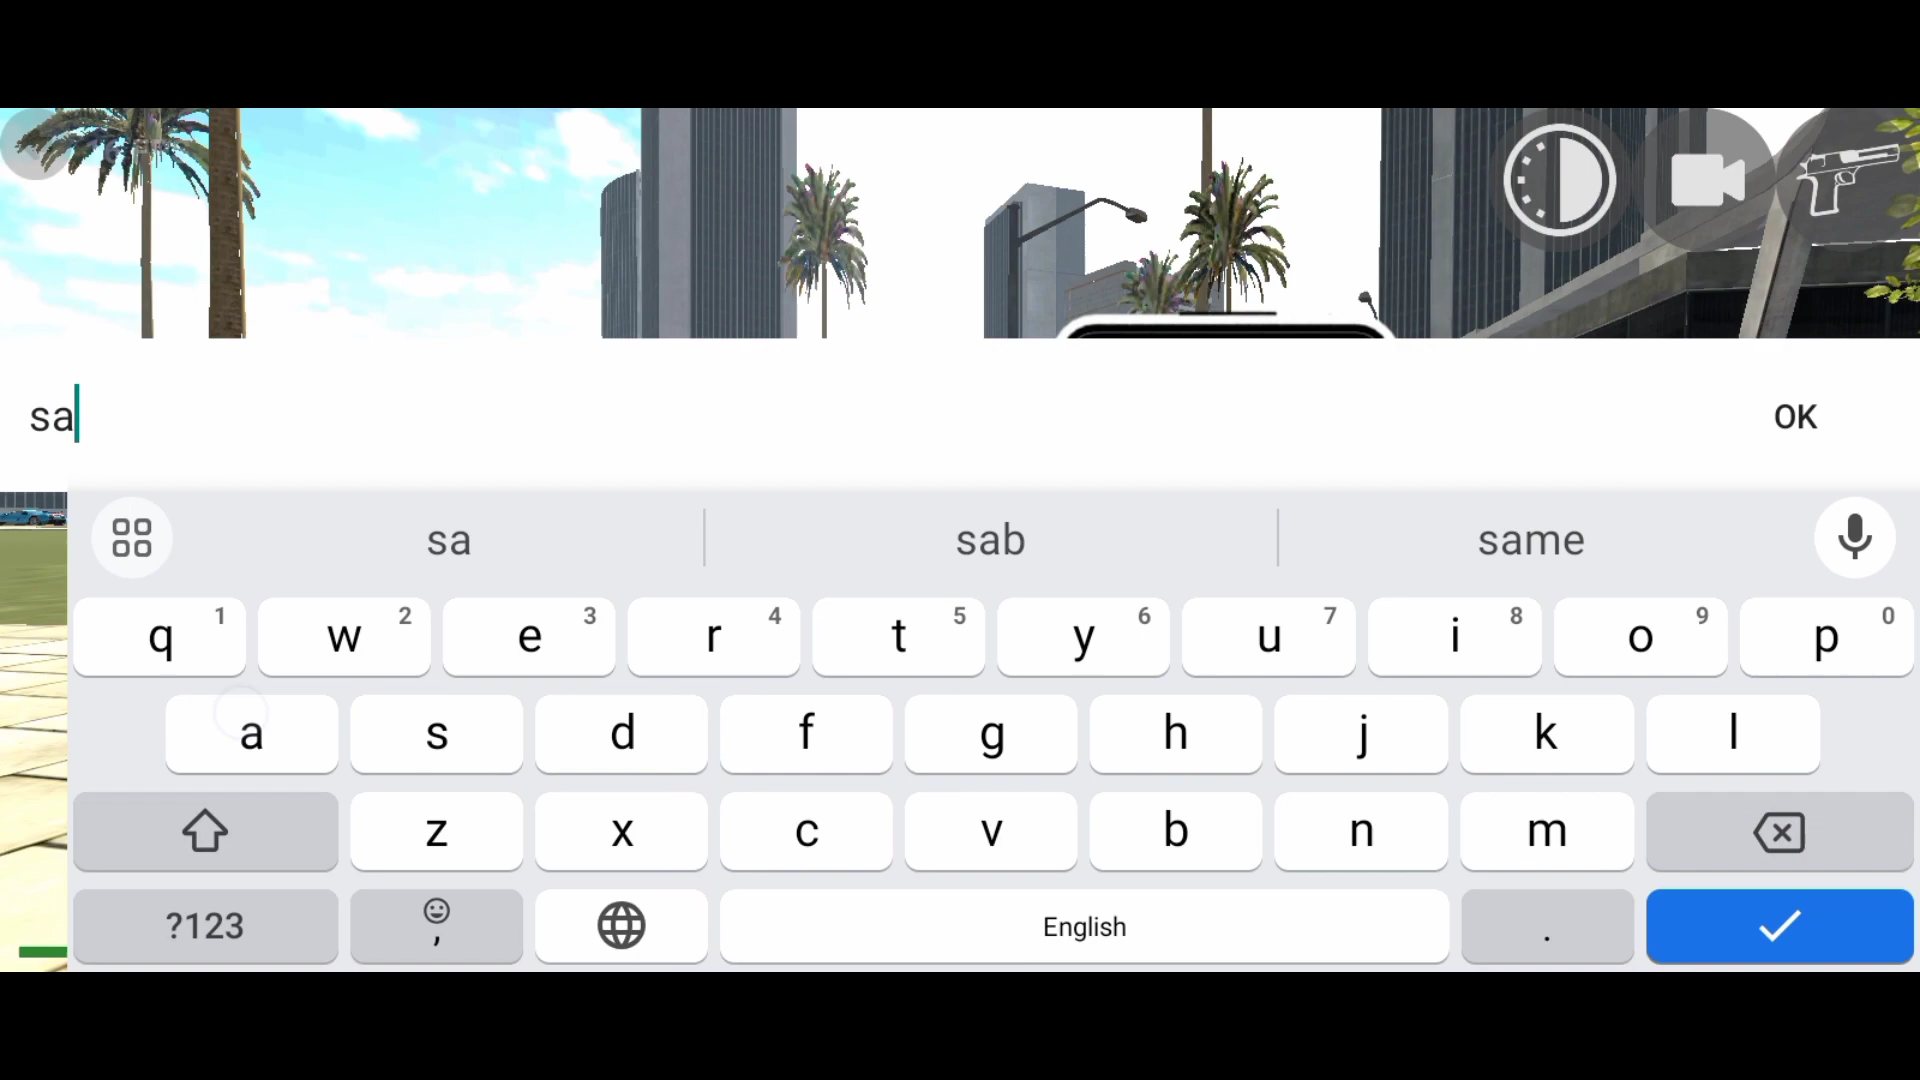 sa
OK
sa sab same
q 1 w 2 e 3 r 4 t 5 y 6 u 7 i 8 o 9 p 0
a s d f g h j k l
z x c v b n m
?123 , English .